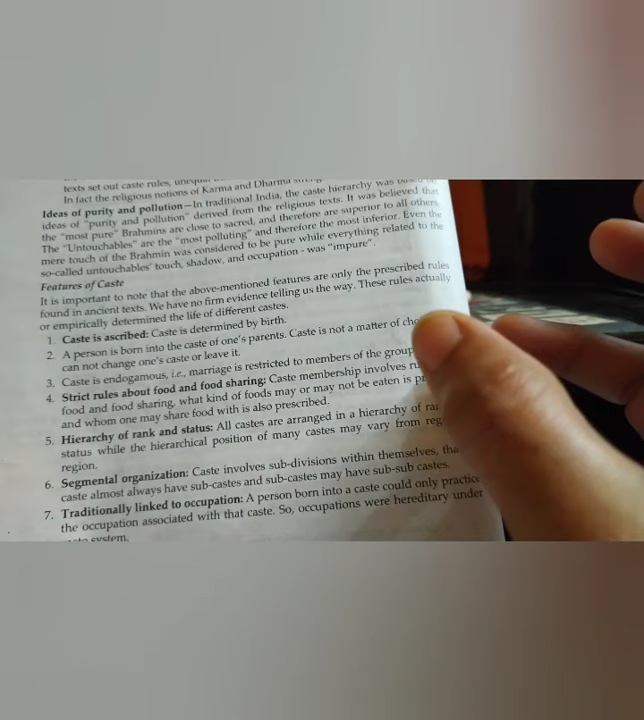 texts set out caste rules,
In fact the religious notions of Karma and Dharma
Ideas of purity and pollution—In traditional India, the caste hierarchy was
ideas of "purity and pollution" derived from the religious texts. It was believed that
the "most pure" Brahmins are close to sacred, and therefore are superior to all others.
The "Untouchables" are the "most polluting" and therefore the most inferior. Even the
mere touch of the Brahmin was considered to be pure while everything related to the
so-called untouchables' touch, shadow, and occupation - was "impure".
Features of Caste
It is important to note that the above-mentioned features are only the prescribed rules
found in ancient texts. We have no firm evidence telling us the way. These rules actually
or empirically determined the life of different castes.
1. Caste is ascribed: Caste is determined by birth.
2. A person is born into the caste of one's parents. Caste is not a matter of
can not change one's caste or leave it.
3. Caste is endogamous, i.e., marriage is restricted to members of the group
4. Strict rules about food and food sharing: Caste membership involves
food and food sharing, what kind of foods may or may not be eaten is
and whom one may share food with is also prescribed.
5. Hierarchy of rank and status: All castes are arranged in a hierarchy of
status while the hierarchical position of many castes may vary from
region.
6. Segmental organization: Caste involves sub-divisions within themselves,
caste almost always have sub-castes and sub-castes may have sub-sub castes.
7. Traditionally linked to occupation: A person born into a caste could only
the occupation associated with that caste. So, occupations were hereditary under
system.